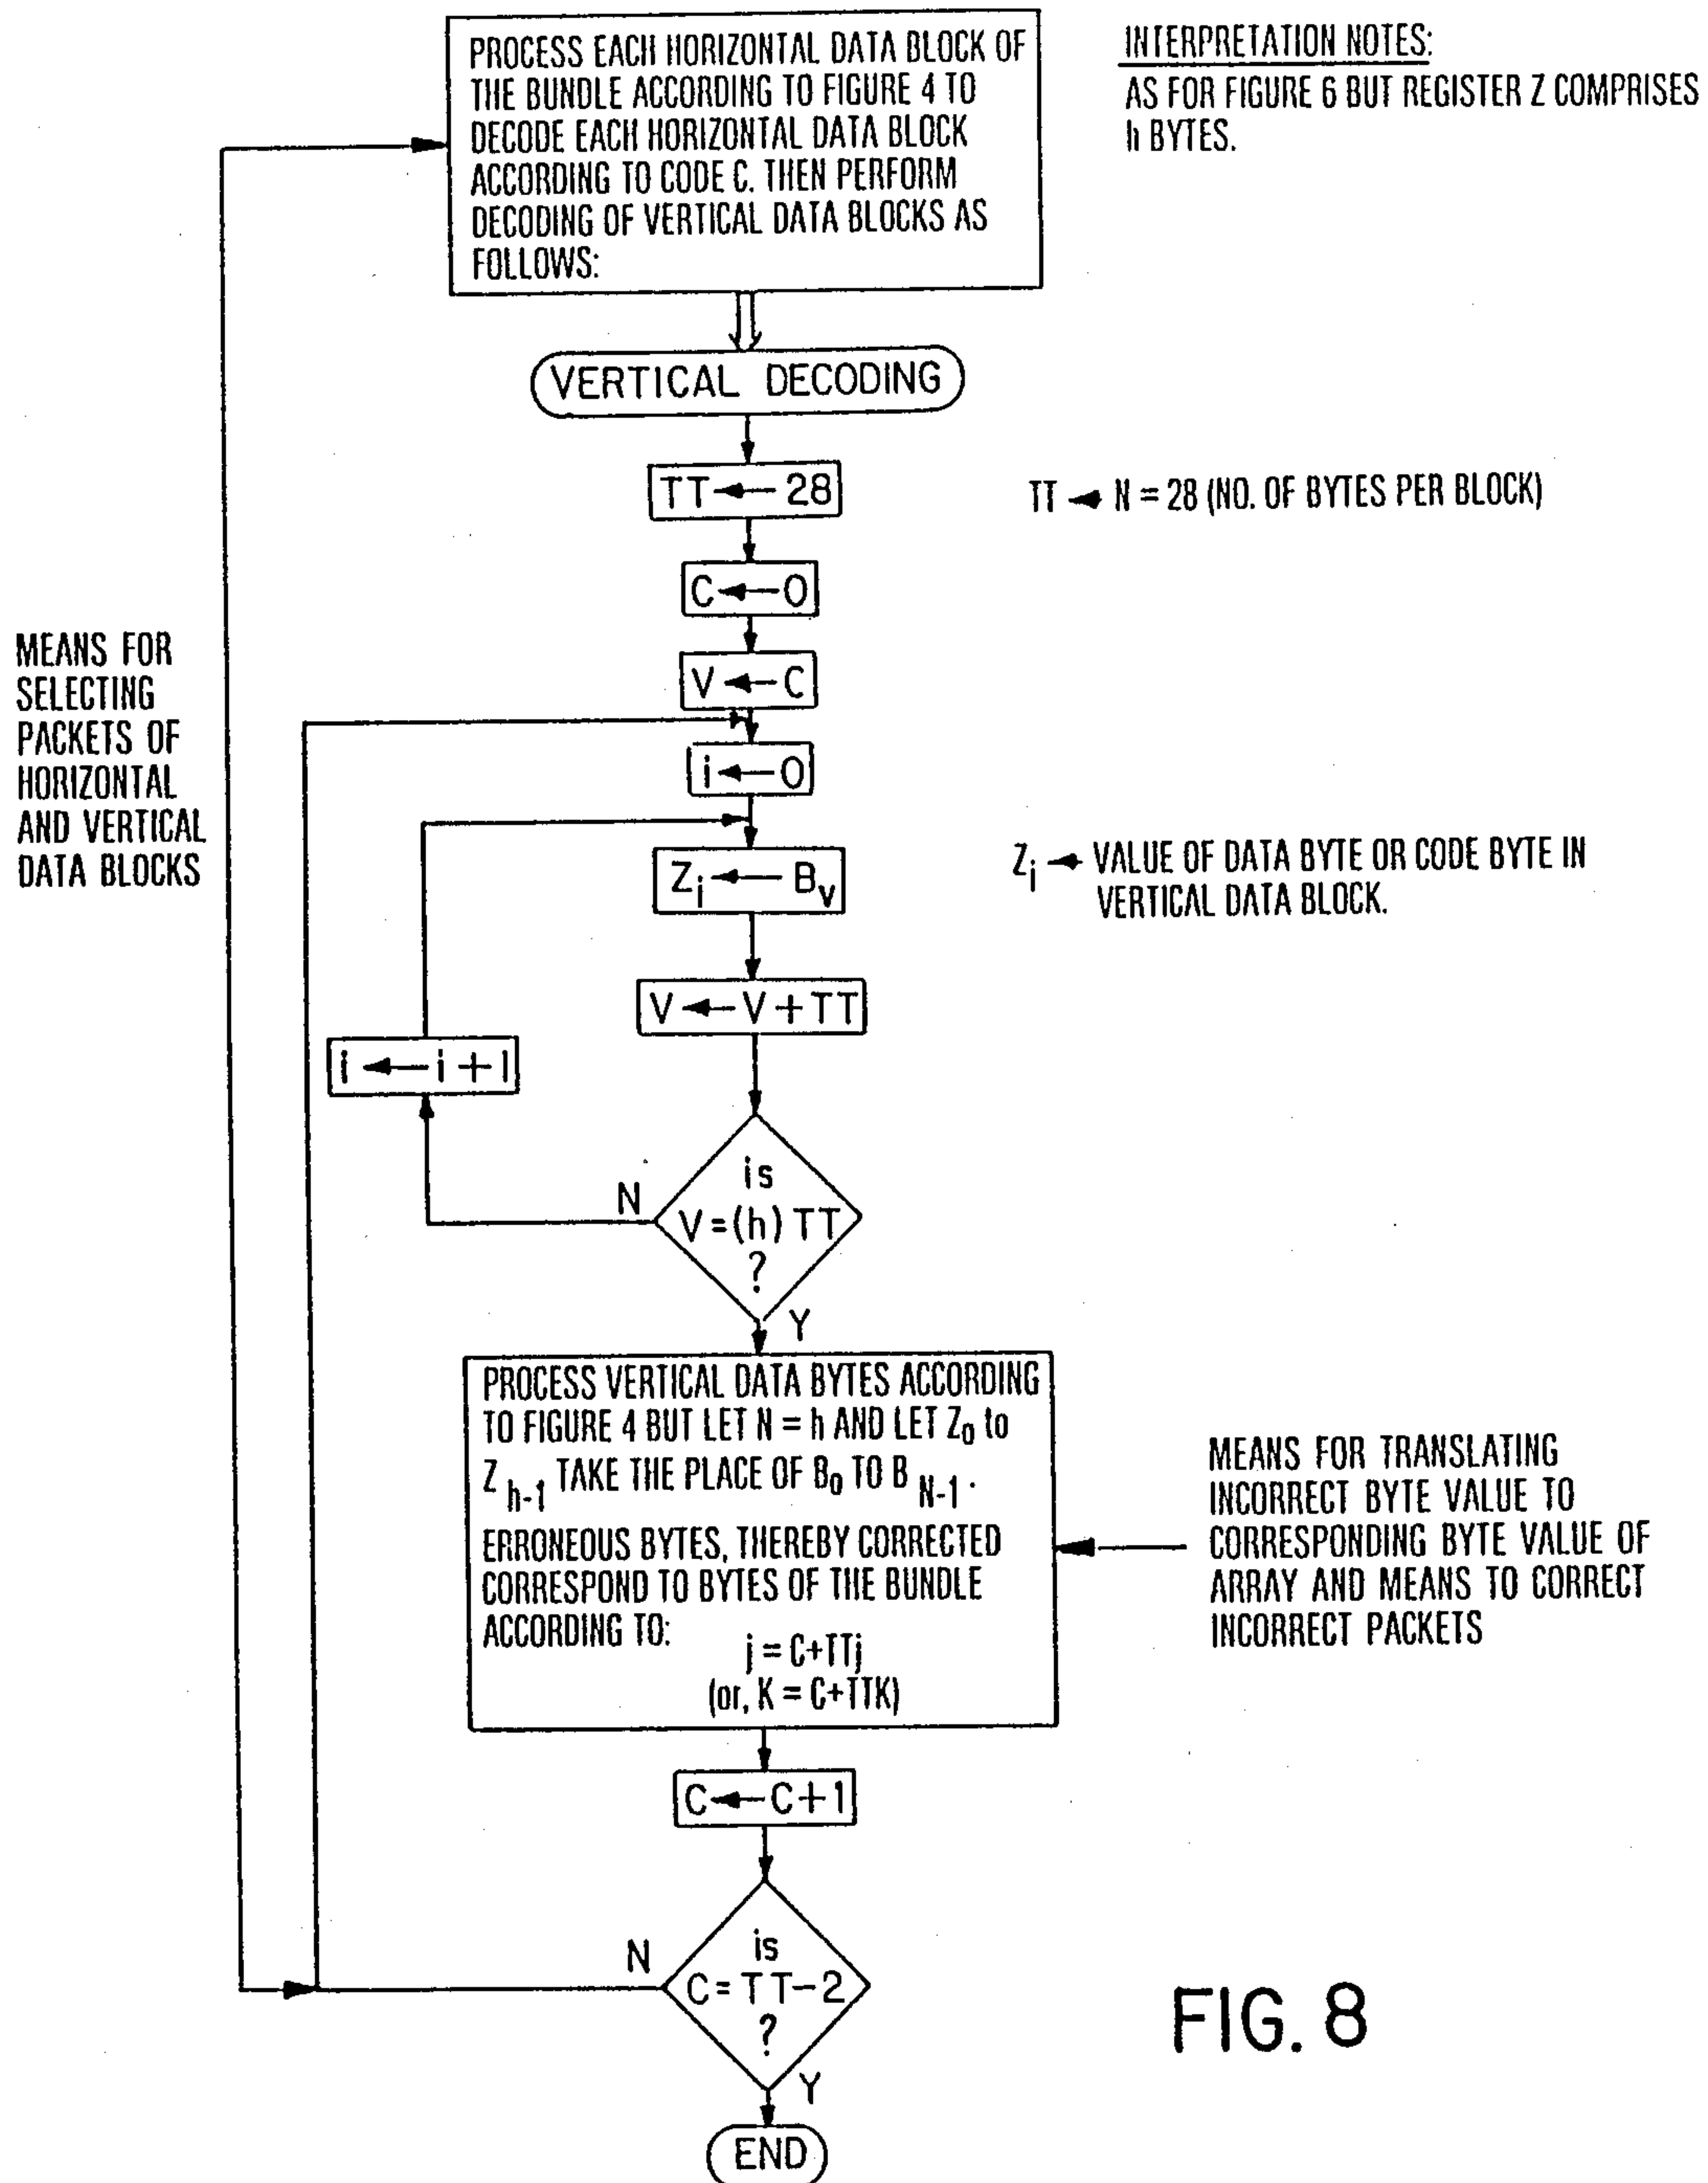 PROCESS EACH HORIZONTAL DATA BLOCK OF
THE BUNDLE ACCORDING TO FIGURE 4 TO
DECODE EACH HORIZONTAL DATA BLOCK
ACCORDING TO CODE C. THEN PERFORM
DECODING OF VERTICAL DATA BLOCKS AS
FOLLOWS:
INTERPRETATION NOTES:
AS FOR FIGURE 6 BUT REGISTER Z COMPRISES
h BYTES.
VERTICAL DECODING
TT ← 28
TT ← N = 28 (NO. OF BYTES PER BLOCK)
C ← 0
V ← C
MEANS FOR
SELECTING
PACKETS OF
HORIZONTAL
AND VERTICAL
DATA BLOCKS
i ← 0
Zi ← Bv
Zi ← VALUE OF DATA BYTE OR CODE BYTE IN
VERTICAL DATA BLOCK.
V ← V + TT
i ← i + 1
is
V = (h) TT
?
N
Y
PROCESS VERTICAL DATA BYTES ACCORDING
TO FIGURE 4 BUT LET N = h AND LET Z0 to
Z h-1 TAKE THE PLACE OF B0 TO B N-1.
ERRONEOUS BYTES, THEREBY CORRECTED
CORRESPOND TO BYTES OF THE BUNDLE
ACCORDING TO:
j = C+TTj
(or, K = C+TTK)
MEANS FOR TRANSLATING
INCORRECT BYTE VALUE TO
CORRESPONDING BYTE VALUE OF
ARRAY AND MEANS TO CORRECT
INCORRECT PACKETS
C ← C+1
is
C = TT-2
?
N
Y
END
FIG. 8